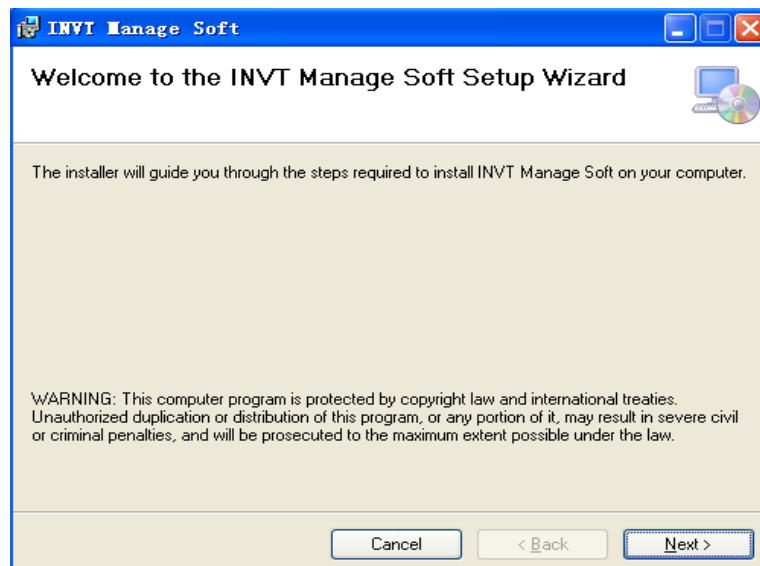 INVT Manage Soft
Welcome to the INVT Manage Soft Setup Wizard
The installer will guide you through the steps required to install INVT Manage Soft on your computer.
WARNING: This computer program is protected by copyright law and international treaties.
Unauthorized duplication or distribution of this program, or any portion of it, may result in severe civil
or criminal penalties, and will be prosecuted to the maximum extent possible under the law.
Cancel
< Back
Next >